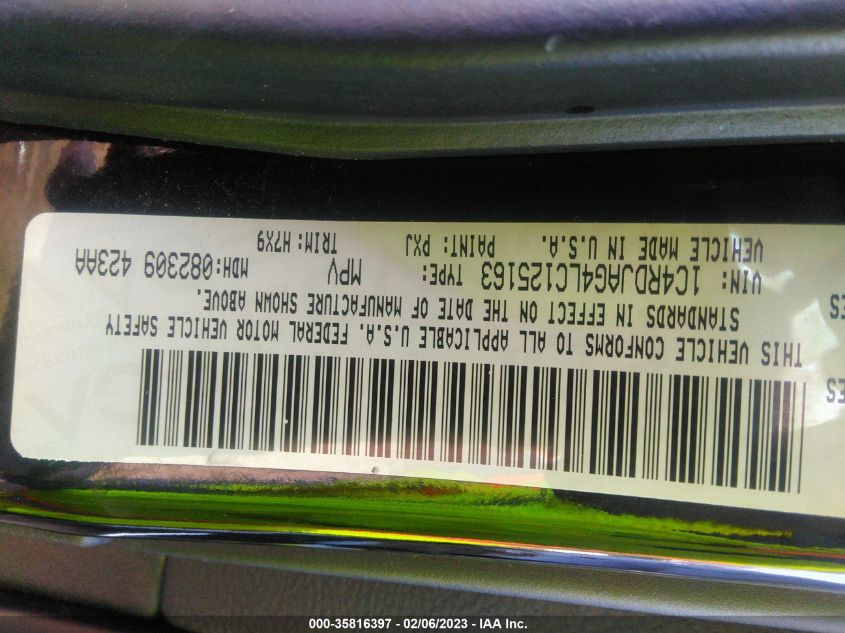 THIS VEHICLE CONFORMS TO ALL APPLICABLE U.S.A. FEDERAL MOTOR VEHICLE SAFETY
STANDARDS IN EFFECT ON THE DATE OF MANUFACTURE SHOWN ABOVE.
VIN: 1C4RDJAG4LC125163 TYPE: MPV MDH:082309 423AA
VEHICLE MADE IN U.S.A. PAINT: PXJ TRIM: H7X9
ES
ES
000-35816397 - 02/06/2023 - IAA Inc.